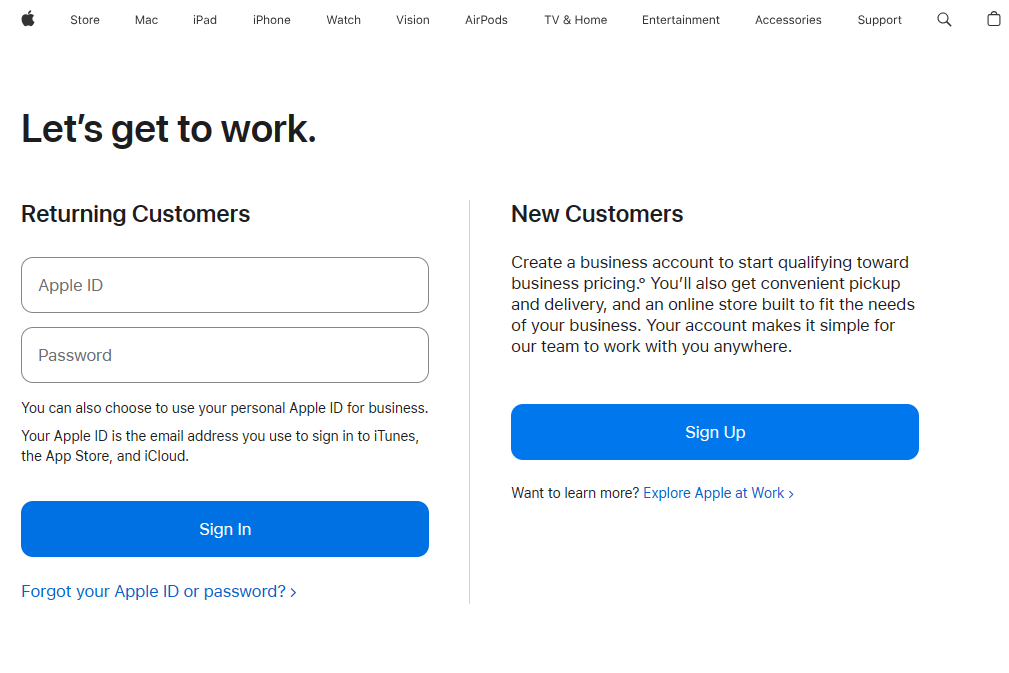 Store Mac iPad iPhone Watch Vision AirPods TV & Home Entertainment Accessories Support
Let’s get to work.
Returning Customers
Apple ID
Password
You can also choose to use your personal Apple ID for business.
Your Apple ID is the email address you use to sign in to iTunes,
the App Store, and iCloud.
Sign In
Forgot your Apple ID or password? >
New Customers
Create a business account to start qualifying toward
business pricing.º You’ll also get convenient pickup
and delivery, and an online store built to fit the needs
of your business. Your account makes it simple for
our team to work with you anywhere.
Sign Up
Want to learn more? Explore Apple at Work >